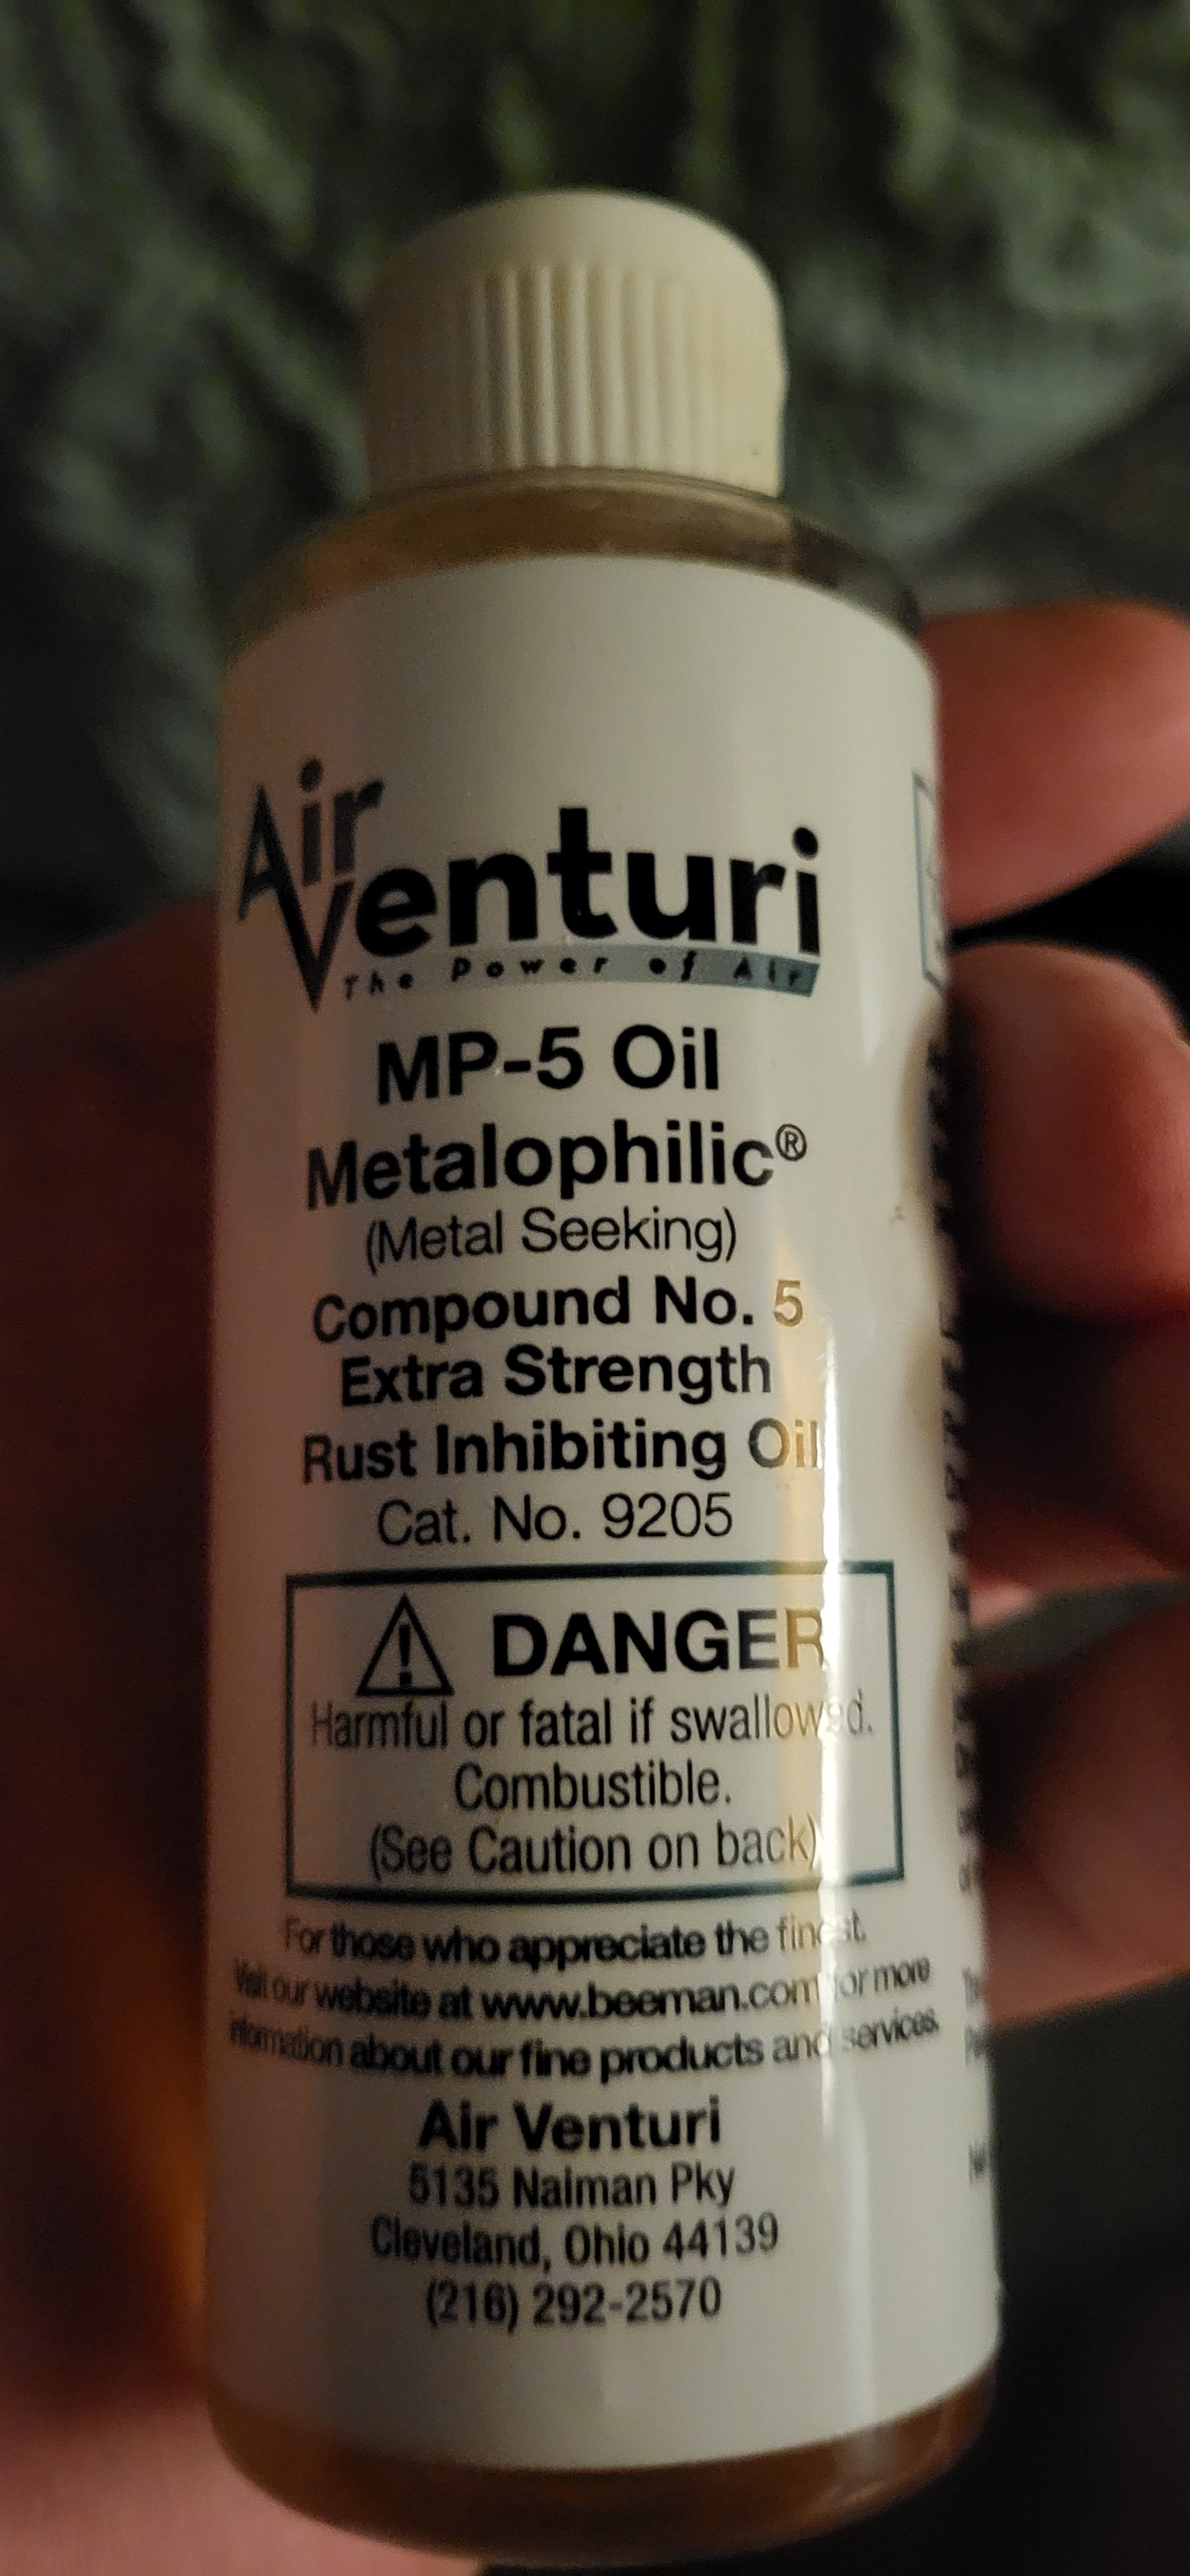 Air
Venturi
The Power of Air
MP-5 Oil
Metalophilic®
(Metal Seeking)
Compound No. 5
Extra Strength
Rust Inhibiting Oil
Cat. No. 9205
DANGER
Harmful or fatal if swallowed.
Combustible.
(See Caution on back)
For those who appreciate the finest.
Visit our website at www.beeman.com for more
information about our fine products and services.
Air Venturi
5135 Naiman Pky
Cleveland, Ohio 44139
(216) 292-2570